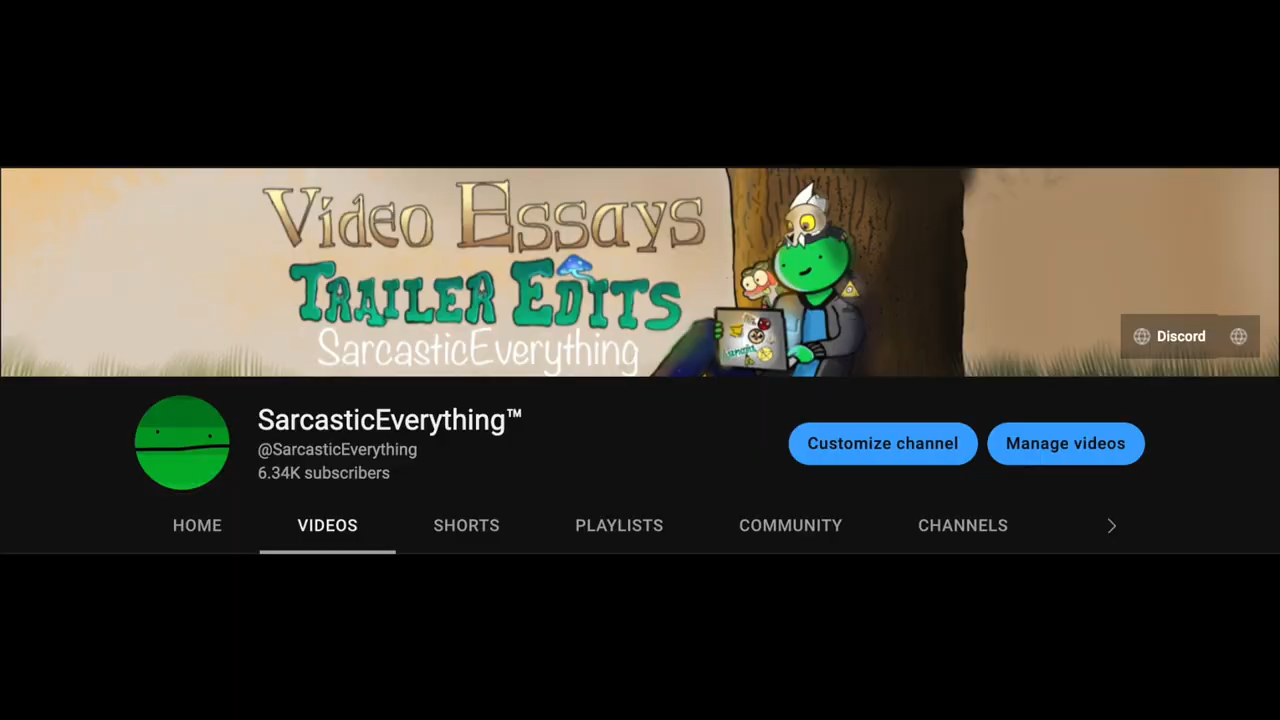 Video Essays
Trailer Edits
SarcasticEverything
Discord
SarcasticEverything™
@SarcasticEverything
6.34K subscribers
Customize channel
Manage videos
HOME VIDEOS SHORTS PLAYLISTS COMMUNITY CHANNELS